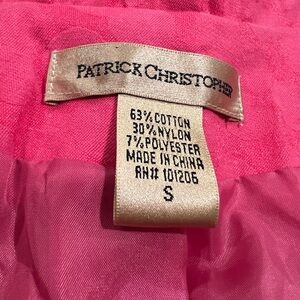 PATRICK CHRISTOPHER
63% COTTON
30% NYLON
7% POLYESTER
MADE IN CHINA
RN# 101206
S